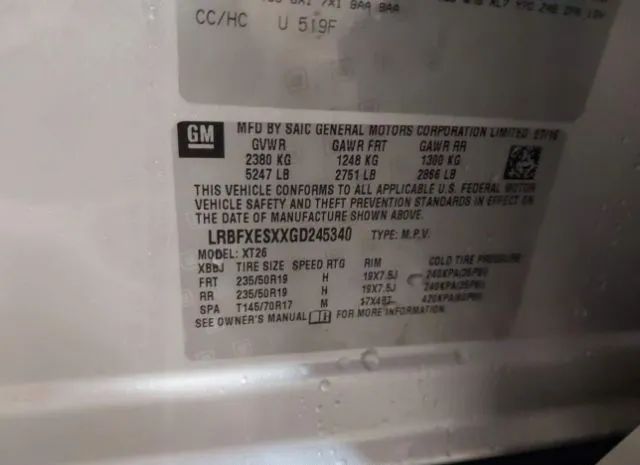 CC/HC U 519F
GM
MFD BY SAIC GENERAL MOTORS CORPORATION LIMITED
GVWR GAWR FRT GAWR RR
2380 KG 1248 KG 1300 KG
5247 LB 2751 LB 2866 LB
THIS VEHICLE CONFORMS TO ALL APPLICABLE U.S. FEDERAL MOTOR
VEHICLE SAFETY AND THEFT PREVENTION STANDARDS IN EFFECT ON THE
DATE OF MANUFACTURE SHOWN ABOVE.
LRBFXESXXGD245340 TYPE: M.P.V.
MODEL: XT26
XBBJ TIRE SIZE SPEED RTG RIM COLD TIRE PRESSURE
FRT 235/50R19 H 19X7.5J 240KPA(35PSI)
RR 235/50R19 H 19X7.5J 240KPA(35PSI)
SPA T145/70R17 M 420KPA(60PSI)
SEE OWNER'S MANUAL FOR MORE INFORMATION.